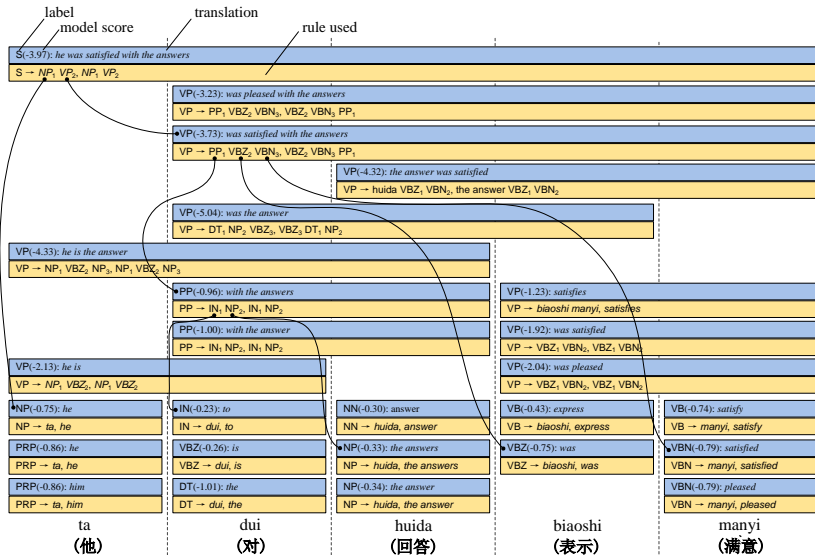 label
model score
translation
rule used
S(-3.97): he was satisfied with the answers
S → NP₁ VP₂, NP₁ VP₂
VP(-3.23): was pleased with the answers
VP → PP₁ VBZ₂ VBN₃, VBZ₂ VBN₃ PP₁
VP(-3.73): was satisfied with the answers
VP → PP₁ VBZ₂ VBN₃, VBZ₂ VBN₃ PP₁
VP(-4.32): the answer was satisfied
VP → huida VBZ₁ VBN₂, the answer VBZ₁ VBN₂
VP(-5.04): was the answer
VP → DT₁ NP₂ VBZ₃, VBZ₃ DT₁ NP₂
VP(-4.33): he is the answer
VP → NP₁ VBZ₂ NP₃, NP₁ VBZ₂ NP₃
PP(-0.96): with the answers
PP → IN₁ NP₂, IN₁ NP₂
VP(-1.23): satisfies
VP → biaoshi manyi, satisfies
PP(-1.00): with the answer
PP → IN₁ NP₂, IN₁ NP₂
VP(-1.92): was satisfied
VP → VBZ₁ VBN₂, VBZ₁ VBN₂
VP(-2.13): he is
VP → NP₁ VBZ₂, NP₁ VBZ₂
VP(-2.04): was pleased
VP → VBZ₁ VBN₂, VBZ₁ VBN₂
NP(-0.75): he
NP → ta, he
IN(-0.23): to
IN → dui, to
NN(-0.30): answer
NN → huida, answer
VB(-0.43): express
VB → biaoshi, express
VB(-0.74): satisfy
VB → manyi, satisfy
PRP(-0.86): he
PRP → ta, he
VBZ(-0.26): is
VBZ → dui, is
NP(-0.33): the answers
NP → huida, the answers
VBZ(-0.75): was
VBZ → biaoshi, was
VBN(-0.79): satisfied
VBN → manyi, satisfied
PRP(-0.86): him
PRP → ta, him
DT(-1.01): the
DT → dui, the
NP(-0.34): the answer
NP → huida, the answer
VBN(-0.79): pleased
VBN → manyi, pleased
ta dui huida biaoshi manyi
(他) (对) (回答) (表示) (满意)